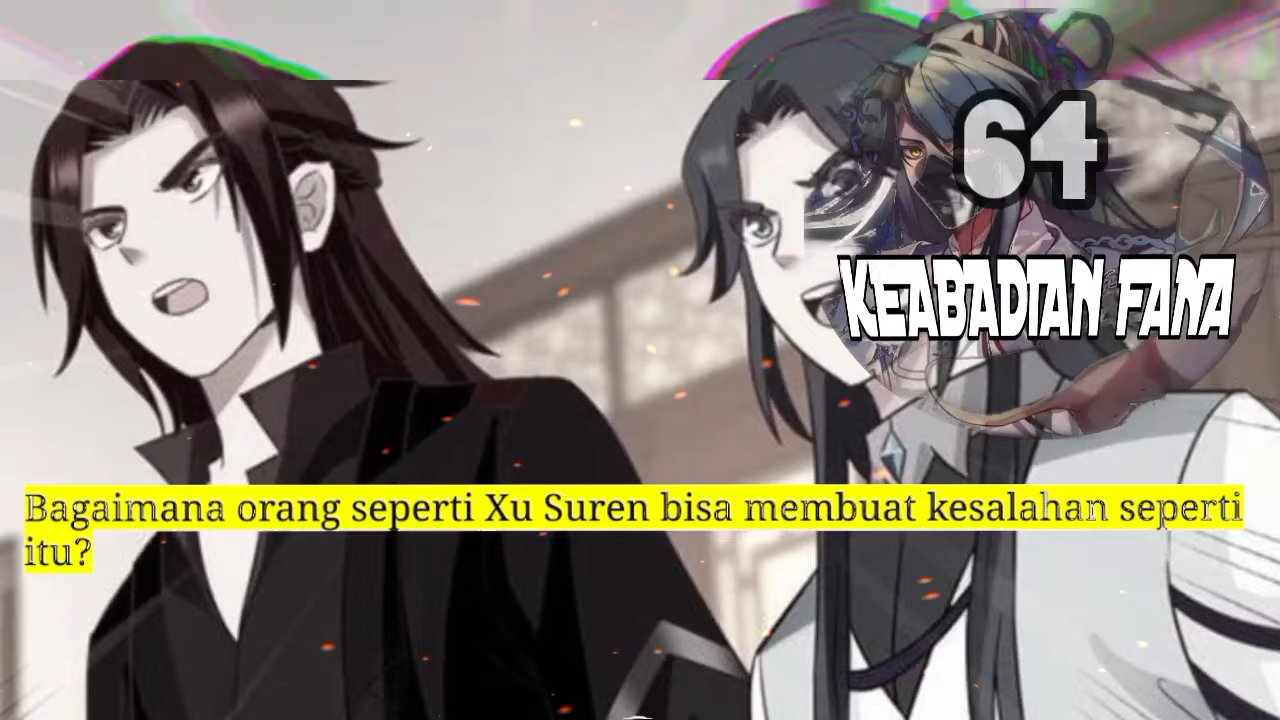 64
KEABADIAN FANA
Bagaimana orang seperti Xu Suren bisa membuat kesalahan seperti
itu?